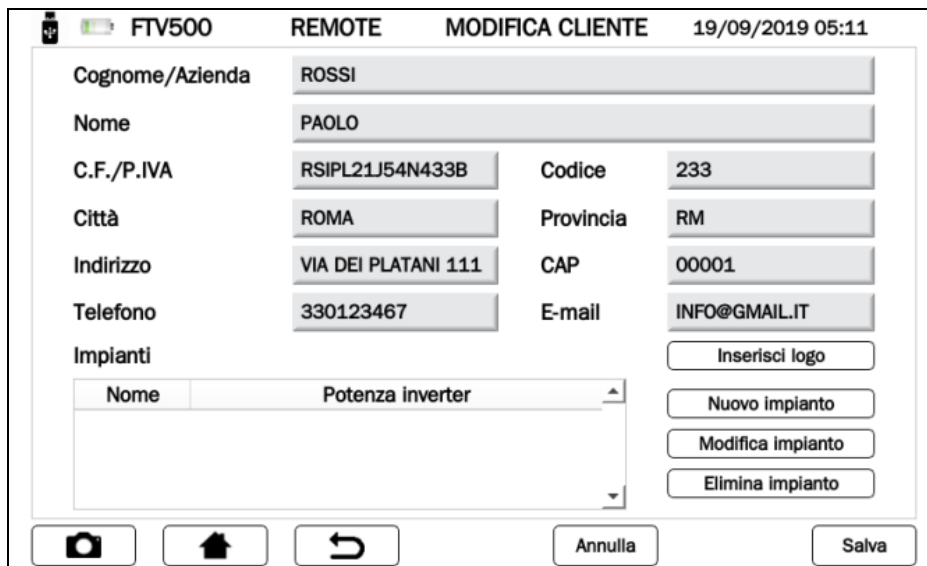 FTV500 REMOTE MODIFICA CLIENTE 19/09/2019 05:11
Cognome/Azienda ROSSI
Nome PAOLO
C.F./P.IVA RSIPL21J54N433B Codice 233
Città ROMA Provincia RM
Indirizzo VIA DEI PLATANI 111 CAP 00001
Telefono 330123467 E-mail INFO@GMAIL.IT
Impianti Inserisci logo
Nome Potenza inverter Nuovo impianto
Modifica impianto
Elimina impianto
Annulla Salva